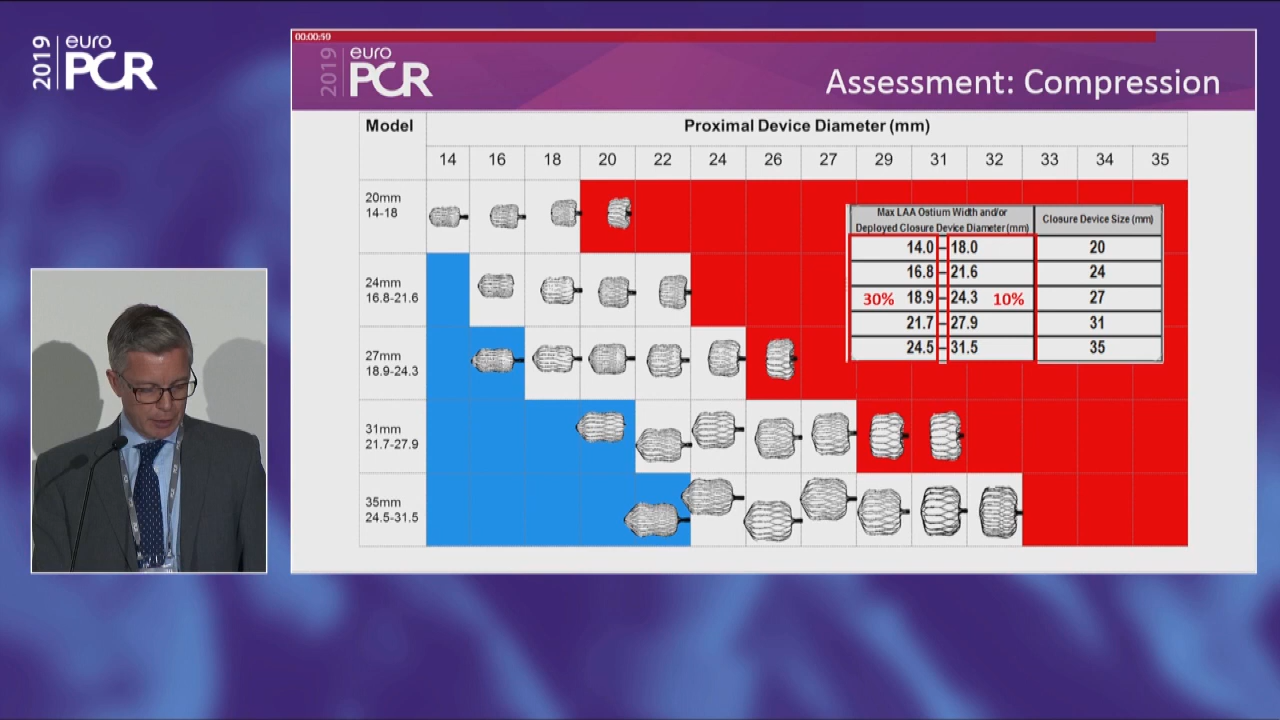 2019
euro
PCR
00:00:50
2019
euro
PCR
Assessment: Compression
Model
Proximal Device Diameter (mm)
14 16 18 20 22 24 26 27 29 31 32 33 34 35
20mm
14-18
24mm
16.8-21.6
27mm
18.9-24.3
31mm
21.7-27.9
35mm
24.5-31.5
Max LAA Ostium Width and/or
Deployed Closure Device Diameter (mm)
Closure Device Size (mm)
14.0 – 18.0 20
16.8 – 21.6 24
30% 18.9 – 24.3 10% 27
21.7 – 27.9 31
24.5 – 31.5 35